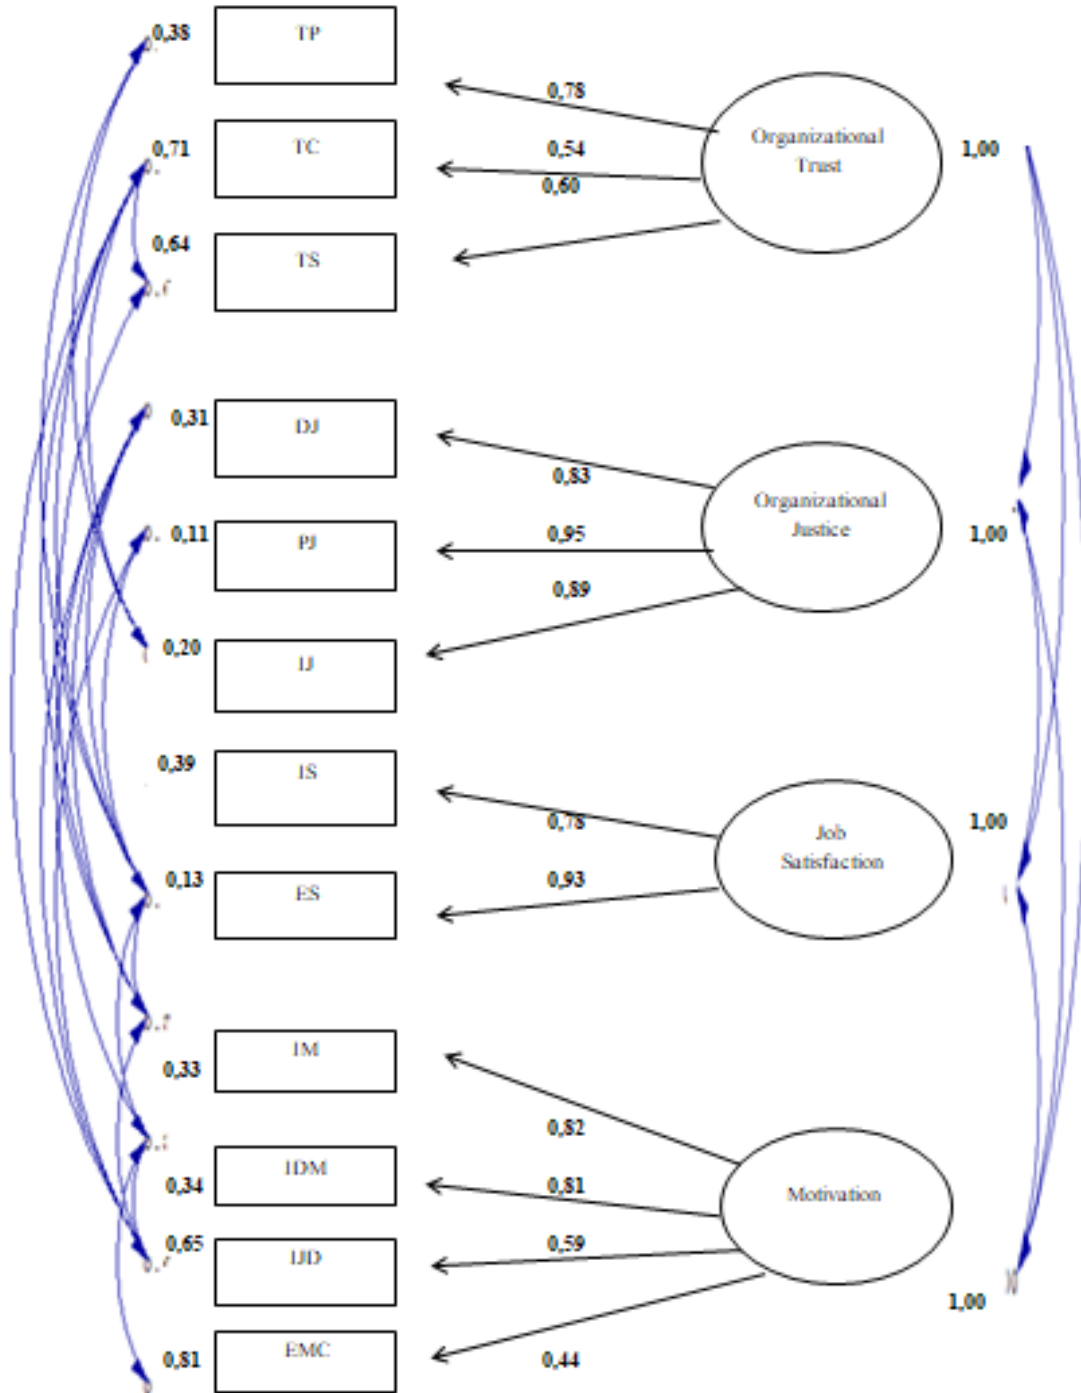 0,38
TP
0,78
0,71
TC
0,54
Organizational
Trust
1,00
0,60
0,64
TS
0,31
DJ
0,83
Organizational
Justice
1,00
0,11
PJ
0,95
0,89
0,20
IJ
0,39
IS
0,78
Job
Satisfaction
1,00
0,13
ES
0,93
IM
0,33
0,82
IDM
0,34
0,81
Motivation
0,65
IJD
0,59
1,00
0,81
EMC
0,44